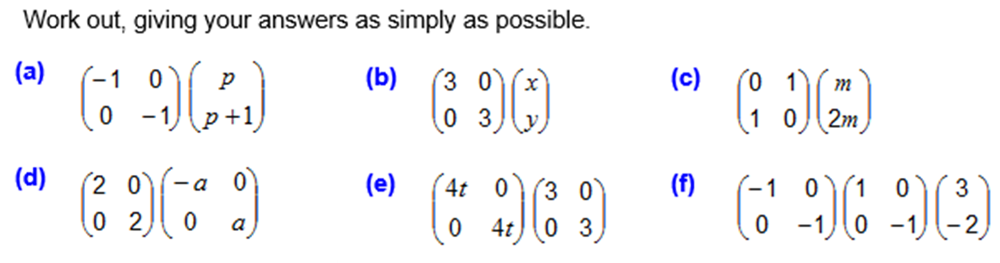 Work out, giving your answers as simply as possible.
(a) (−1 0) (p) (b) (3 0) (x) (c) (0 1) (m)
(0 −1) (p+1) (0 3) (y) (1 0) (2m)
(d) (2 0) (−a 0) (e) (4t 0) (3 0) (f) (−1 0) (1 0) (3)
(0 2) (0 a) (0 4t) (0 3) (0 −1) (0 −1) (−2)